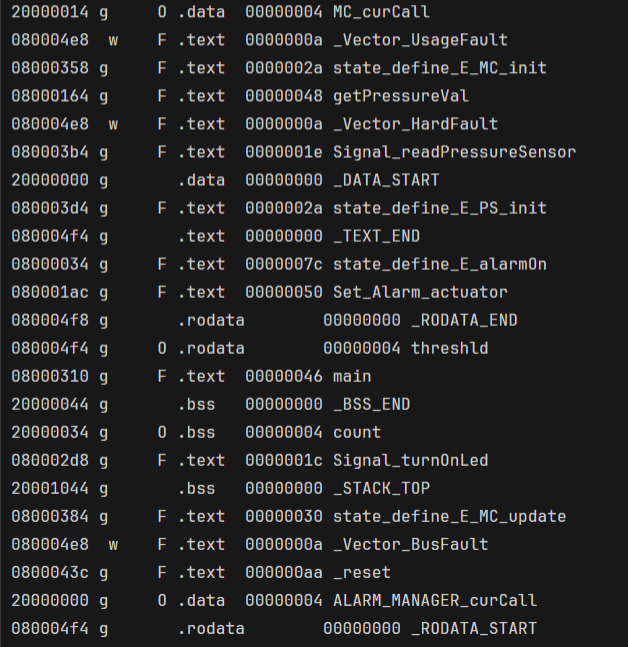 20000014 g     O .data  00000004 MC_curCall
080004e8  w    F .text  0000000a _Vector_UsageFault
08000358 g     F .text  0000002a state_define_E_MC_init
08000164 g     F .text  00000048 getPressureVal
080004e8  w    F .text  0000000a _Vector_HardFault
080003b4 g     F .text  0000001e Signal_readPressureSensor
20000000 g       .data  00000000 _DATA_START
080003d4 g     F .text  0000002a state_define_E_PS_init
080004f4 g       .text  00000000 _TEXT_END
08000034 g     F .text  0000007c state_define_E_alarmOn
080001ac g     F .text  00000050 Set_Alarm_actuator
080004f8 g       .rodata        00000000 _RODATA_END
080004f4 g     O .rodata        00000004 threshld
08000310 g     F .text  00000046 main
20000044 g       .bss   00000000 _BSS_END
20000034 g     O .bss   00000004 count
080002d8 g     F .text  0000001c Signal_turnOnLed
20001044 g       .bss   00000000 _STACK_TOP
08000384 g     F .text  00000030 state_define_E_MC_update
080004e8  w    F .text  0000000a _Vector_BusFault
0800043c g     F .text  000000aa _reset
20000000 g     O .data  00000004 ALARM_MANAGER_curCall
080004f4 g       .rodata        00000000 _RODATA_START